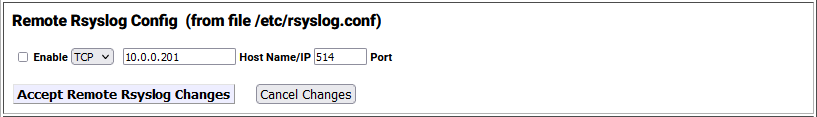 Remote Rsyslog Config (from file /etc/rsyslog.conf)
Enable TCP 10.0.0.201 Host Name/IP 514 Port
Accept Remote Rsyslog Changes Cancel Changes